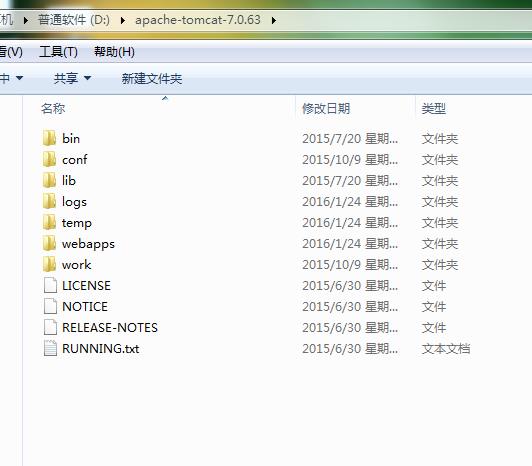 机 ▸ 普通软件 (D:) ▸ apache-tomcat-7.0.63 ▸
看(V) 工具(T) 帮助(H)
中 ▾ 共享 ▾ 新建文件夹
名称 修改日期 类型
bin 2015/7/20 星期... 文件夹
conf 2015/10/9 星期... 文件夹
lib 2015/7/20 星期... 文件夹
logs 2016/1/24 星期... 文件夹
temp 2016/1/24 星期... 文件夹
webapps 2016/1/24 星期... 文件夹
work 2015/10/9 星期... 文件夹
LICENSE 2015/6/30 星期... 文件
NOTICE 2015/6/30 星期... 文件
RELEASE-NOTES 2015/6/30 星期... 文件
RUNNING.txt 2015/6/30 星期... 文本文档